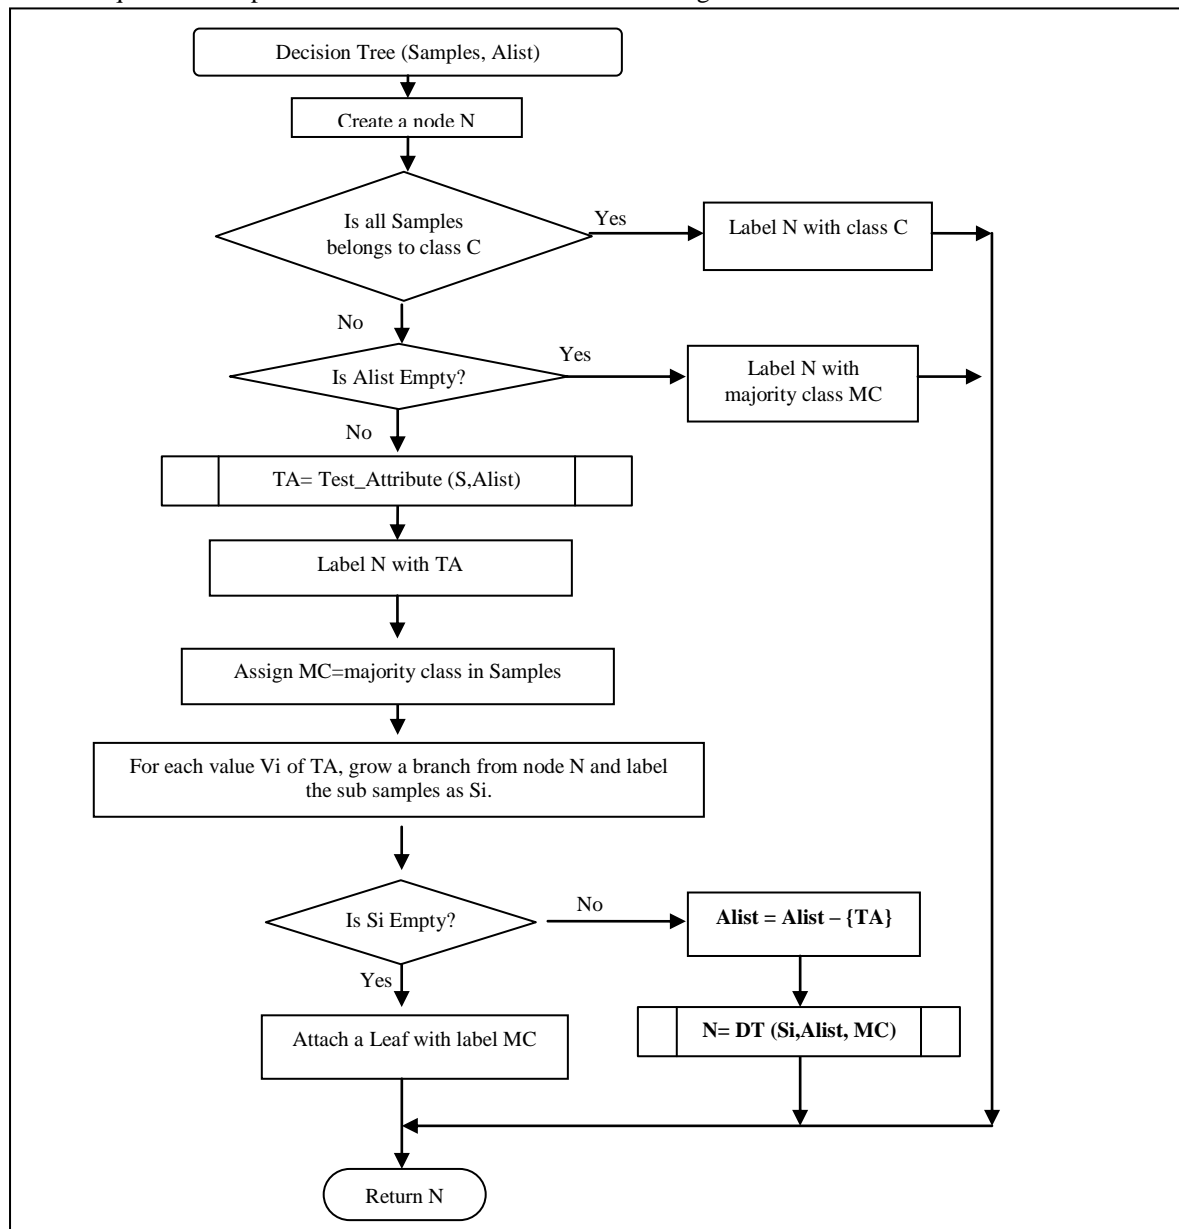 Decision Tree (Samples, Alist)
Create a node N
Is all Samples
belongs to class C
Yes
Label N with class C
No
Is Alist Empty?
Yes
Label N with
majority class MC
No
TA= Test_Attribute (S,Alist)
Label N with TA
Assign MC=majority class in Samples
For each value Vi of TA, grow a branch from node N and label
the sub samples as Si.
Is Si Empty?
No
Alist = Alist – {TA}
Yes
N= DT (Si,Alist, MC)
Attach a Leaf with label MC
Return N